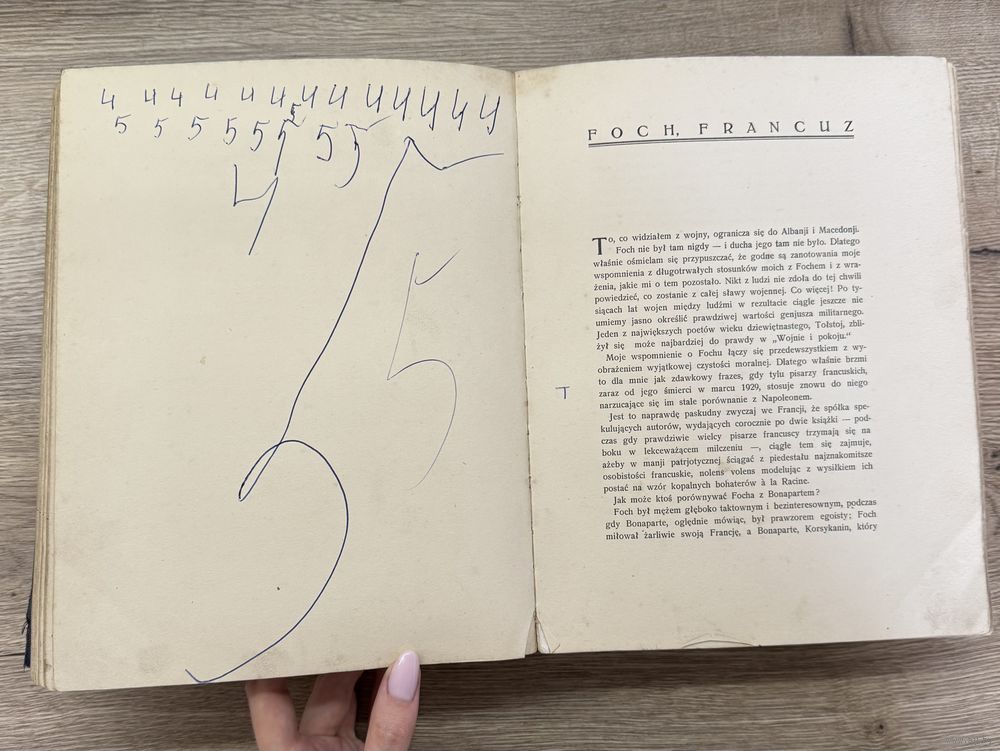 4 4 4 4 4 4 4 4 4 4 4 4 4
5
5 5 5 5 5 5 5 5
4
5
5
FOCH, FRANCUZ
To, co widziałem z wojny, ogranicza się do Albanji i Macedonji.
Foch nie był tam nigdy — i ducha jego tam nie było. Dlatego
właśnie ośmielam się przypuszczać, że godne są zanotowania moje
wspomnienia z długotrwałych stosunków moich z Fochem i z wra-
żenia, jakie mi o tem pozostało. Nikt z ludzi nie zdoła do tej chwili
powiedzieć, co zostanie z całej sławy wojennej. Co więcej! Po ty-
siącach lat wojen między ludźmi w rezultacie ciągle jeszcze nie
umiemy jasno określić prawdziwej wartości genjusza militarnego.
Jeden z największych poetów wieku dziewiętnastego, Tołstoj, zbli-
żył się może najbardziej do prawdy w „Wojnie i pokoju.“
Moje wspomnienie o Fochu łączy się przedewszystkiem z wy-
obrażeniem wyjątkowej czystości moralnej. Dlatego właśnie brzmi
T
to dla mnie jak zdawkowy frazes, gdy tylu pisarzy francuskich,
zaraz od jego śmierci w marcu 1929, stosuje znowu do niego
narzucające się im stale porównanie z Napoleonem.
Jest to naprawdę paskudny zwyczaj we Francji, że spółka spe-
kulujących autorów, wydających corocznie po dwie książki — pod-
czas gdy prawdziwie wielcy pisarze francuscy trzymają się na
boku w lekceważącem milczeniu —, ciągle tem się zajmuje,
ażeby w manji patrjotycznej ściągać z piedestału najznakomitsze
osobistości francuskie, nolens volens modelując z wysiłkiem ich
postać na wzór kopalnych bohaterów à la Racine.
Jak może ktoś porównywać Focha z Bonapartem?
Foch był mężem głęboko taktownym i bezinteresownym, podczas
gdy Bonaparte, oględnie mówiąc, był prawzorem egoisty; Foch
miłował żarliwie swoją Francję, a Bonaparte, Korsykanin, który